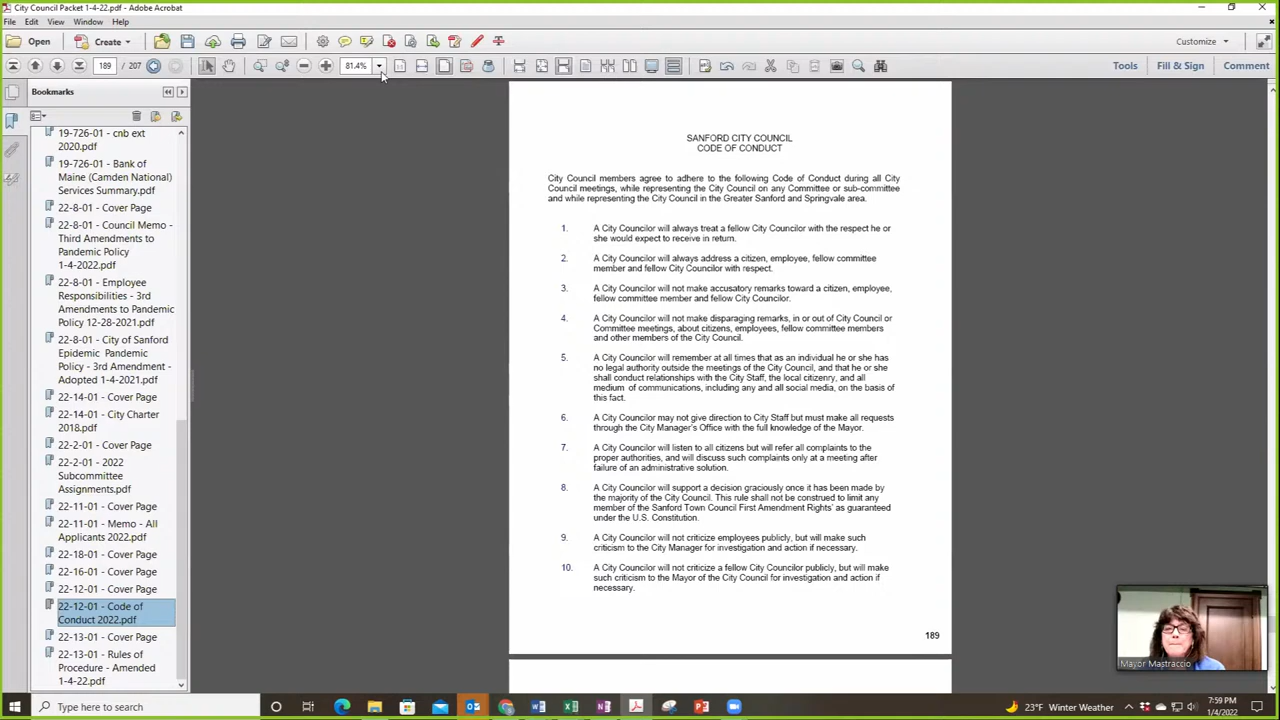 City Council Packet 1-4-22.pdf - Adobe Acrobat
File Edit View Window Help
Open Create Customize
189 / 207 81.4% Tools Fill & Sign Comment
Bookmarks
19-726-01 - cnb ext
2020.pdf
19-726-01 - Bank of
Maine (Camden National)
Services Summary.pdf
22-8-01 - Cover Page
22-8-01 - Council Memo -
Third Amendments to
Pandemic Policy
1-4-2022.pdf
22-8-01 - Employee
Responsibilities - 3rd
Amendments to Pandemic
Policy 12-28-2021.pdf
22-8-01 - City of Sanford
Epidemic Pandemic
Policy - 3rd Amendment -
Adopted 1-4-2021.pdf
22-14-01 - Cover Page
22-14-01 - City Charter
2018.pdf
22-2-01 - Cover Page
22-2-01 - 2022
Subcommittee
Assignments.pdf
22-11-01 - Cover Page
22-11-01 - Memo - All
Applicants 2022.pdf
22-18-01 - Cover Page
22-16-01 - Cover Page
22-12-01 - Cover Page
22-12-01 - Code of
Conduct 2022.pdf
22-13-01 - Cover Page
22-13-01 - Rules of
Procedure - Amended
1-4-22.pdf
SANFORD CITY COUNCIL
CODE OF CONDUCT
City Council members agree to adhere to the following Code of Conduct during all City
Council meetings, while representing the City Council on any Committee or sub-committee
and while representing the City Council in the Greater Sanford and Springvale area.
1. A City Councilor will always treat a fellow City Councilor with the respect he or
she would expect to receive in return.
2. A City Councilor will always address a citizen, employee, fellow committee
member and fellow City Councilor with respect.
3. A City Councilor will not make accusatory remarks toward a citizen, employee,
fellow committee member and fellow City Councilor.
4. A City Councilor will not make disparaging remarks, in or out of City Council or
Committee meetings, about citizens, employees, fellow committee members
and other members of the City Council.
5. A City Councilor will remember at all times that as an individual he or she has
no legal authority outside the meetings of the City Council, and that he or she
shall conduct relationships with the City Staff, the local citizenry, and all
medium of communications, including any and all social media, on the basis of
this fact.
6. A City Councilor may not give direction to City Staff but must make all requests
through the City Manager's Office with the full knowledge of the Mayor.
7. A City Councilor will listen to all citizens but will refer all complaints to the
proper authorities, and will discuss such complaints only at a meeting after
failure of an administrative solution.
8. A City Councilor will support a decision graciously once it has been made by
the majority of the City Council. This rule shall not be construed to limit any
member of the Sanford Town Council First Amendment Rights' as guaranteed
under the U.S. Constitution.
9. A City Councilor will not criticize employees publicly, but will make such
criticism to the City Manager for investigation and action if necessary.
10. A City Councilor will not criticize a fellow City Councilor publicly, but will make
such criticism to the Mayor of the City Council for investigation and action if
necessary.
189
Mayor Mastraccio
Type here to search
23°F Winter Weather
7:59 PM
1/4/2022